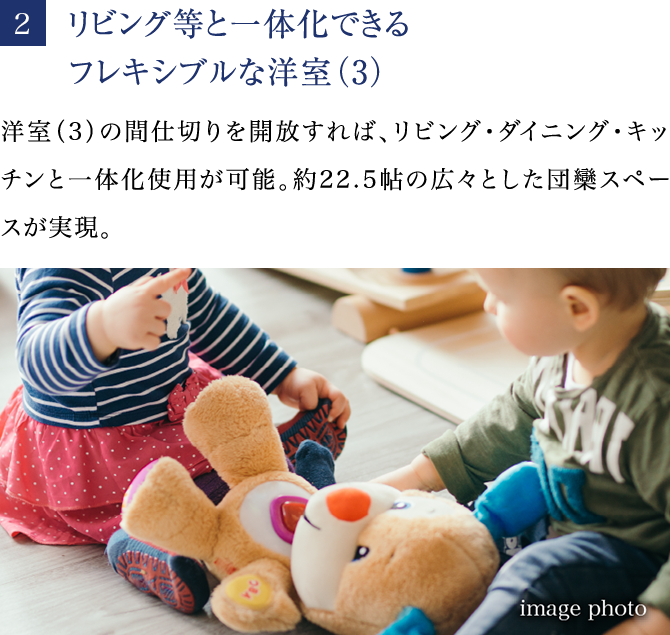 2 リビング等と一体化できる
フレキシブルな洋室（3）
洋室（3）の間仕切りを開放すれば、リビング・ダイニング・キッ
チンと一体化使用が可能。約22.5帖の広々とした団欒スペー
スが実現。
image photo